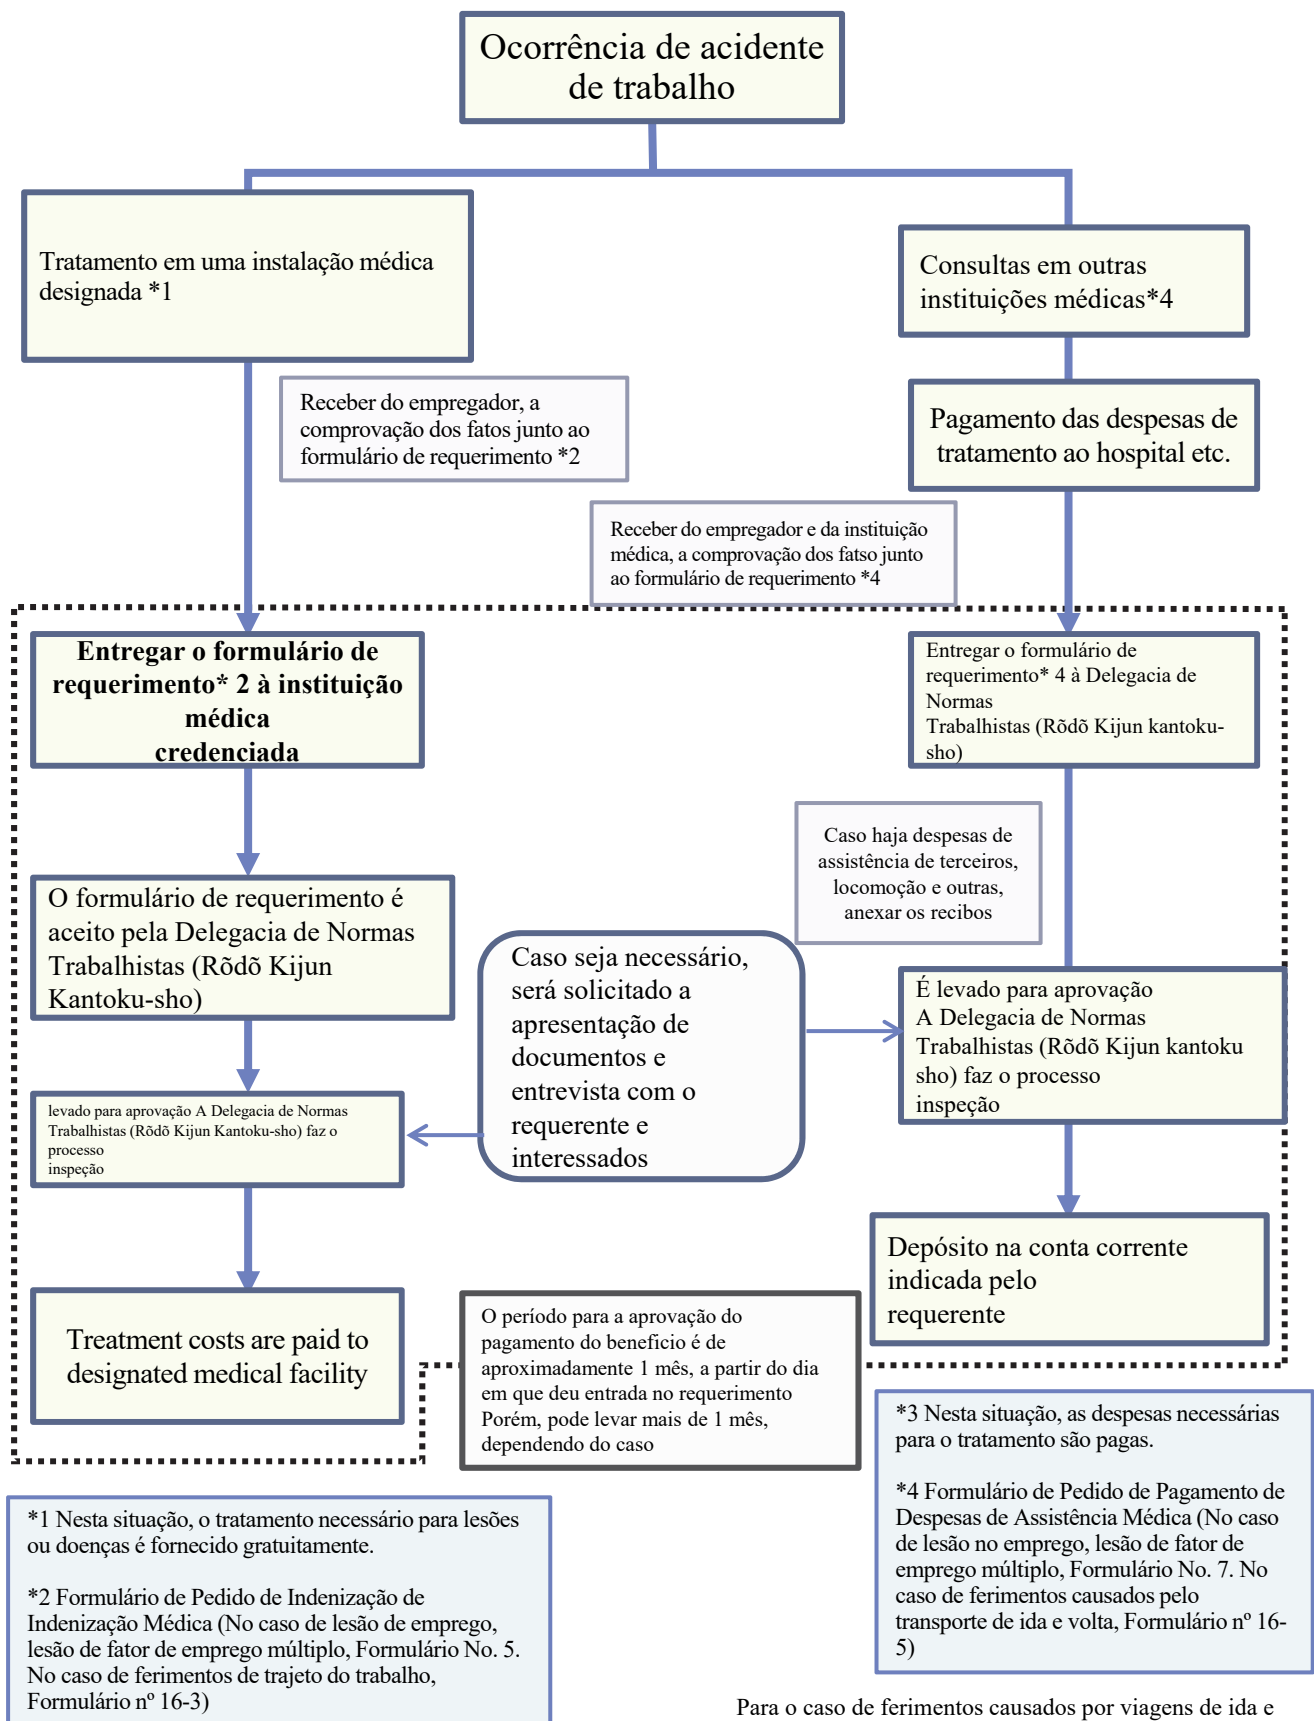 Ocorrência de acidente
de trabalho
Tratamento em uma instalação médica
designada *1
Consultas em outras
instituições médicas*4
Receber do empregador, a
comprovação dos fatos junto ao
formulário de requerimento *2
Pagamento das despesas de
tratamento ao hospital etc.
Receber do empregador e da instituição
médica, a comprovação dos fatso junto
ao formulário de requerimento *4
Entregar o formulário de
requerimento* 2 à instituição
médica
credenciada
Entregar o formulário de
requerimento* 4 à Delegacia de
Normas
Trabalhistas (Rõdõ Kijun kantoku-
sho)
Caso haja despesas de
assistência de terceiros,
locomoção e outras,
anexar os recibos
O formulário de requerimento é
aceito pela Delegacia de Normas
Trabalhistas (Rõdõ Kijun
Kantoku-sho)
Caso seja necessário,
será solicitado a
apresentação de
documentos e
entrevista com o
requerente e
interessados
É levado para aprovação
A Delegacia de Normas
Trabalhistas (Rõdõ Kijun kantoku
sho) faz o processo
inspeção
levado para aprovação A Delegacia de Normas
Trabalhistas (Rõdõ Kijun Kantoku-sho) faz o
processo
inspeção
Depósito na conta corrente
indicada pelo
requerente
Treatment costs are paid to
designated medical facility
O período para a aprovação do
pagamento do beneficio é de
aproximadamente 1 mês, a partir do dia
em que deu entrada no requerimento
Porém, pode levar mais de 1 mês,
dependendo do caso
*3 Nesta situação, as despesas necessárias
para o tratamento são pagas.
*4 Formulário de Pedido de Pagamento de
Despesas de Assistência Médica (No caso
de lesão no emprego, lesão de fator de
emprego múltiplo, Formulário No. 7. No
caso de ferimentos causados pelo
transporte de ida e volta, Formulário nº 16-
5)
*1 Nesta situação, o tratamento necessário para lesões
ou doenças é fornecido gratuitamente.
*2 Formulário de Pedido de Indenização de
Indenização Médica (No caso de lesão de emprego,
lesão de fator de emprego múltiplo, Formulário No. 5.
No caso de ferimentos de trajeto do trabalho,
Formulário nº 16-3)
Para o caso de ferimentos causados por viagens de ida e